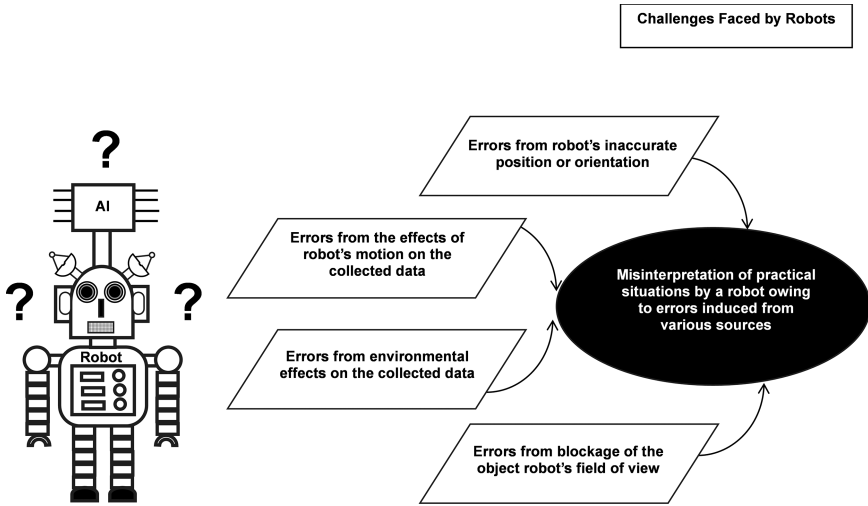 Challenges Faced by Robots
?
AI
?
?
Robot
Errors from robot's inaccurate
position or orientation
Errors from the effects of
robot's motion on the
collected data
Errors from environmental
effects on the collected data
Errors from blockage of the
object robot's field of view
Misinterpretation of practical
situations by a robot owing
to errors induced from
various sources